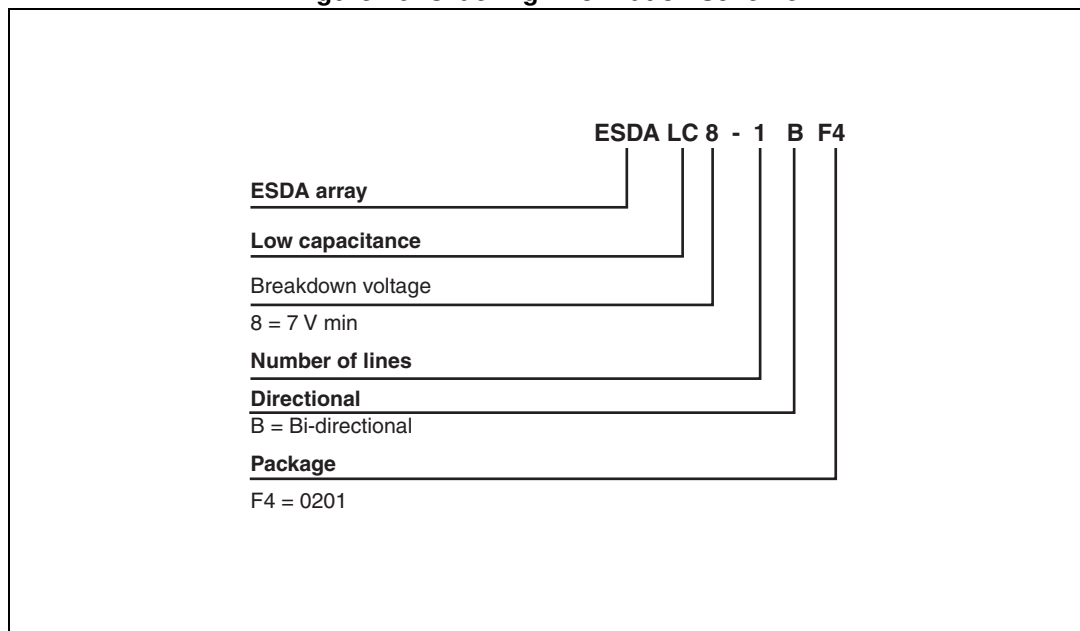 ESDA LC 8 - 1 B F4
ESDA array
Low capacitance
Breakdown voltage
8 = 7 V min
Number of lines
Directional
B = Bi-directional
Package
F4 = 0201